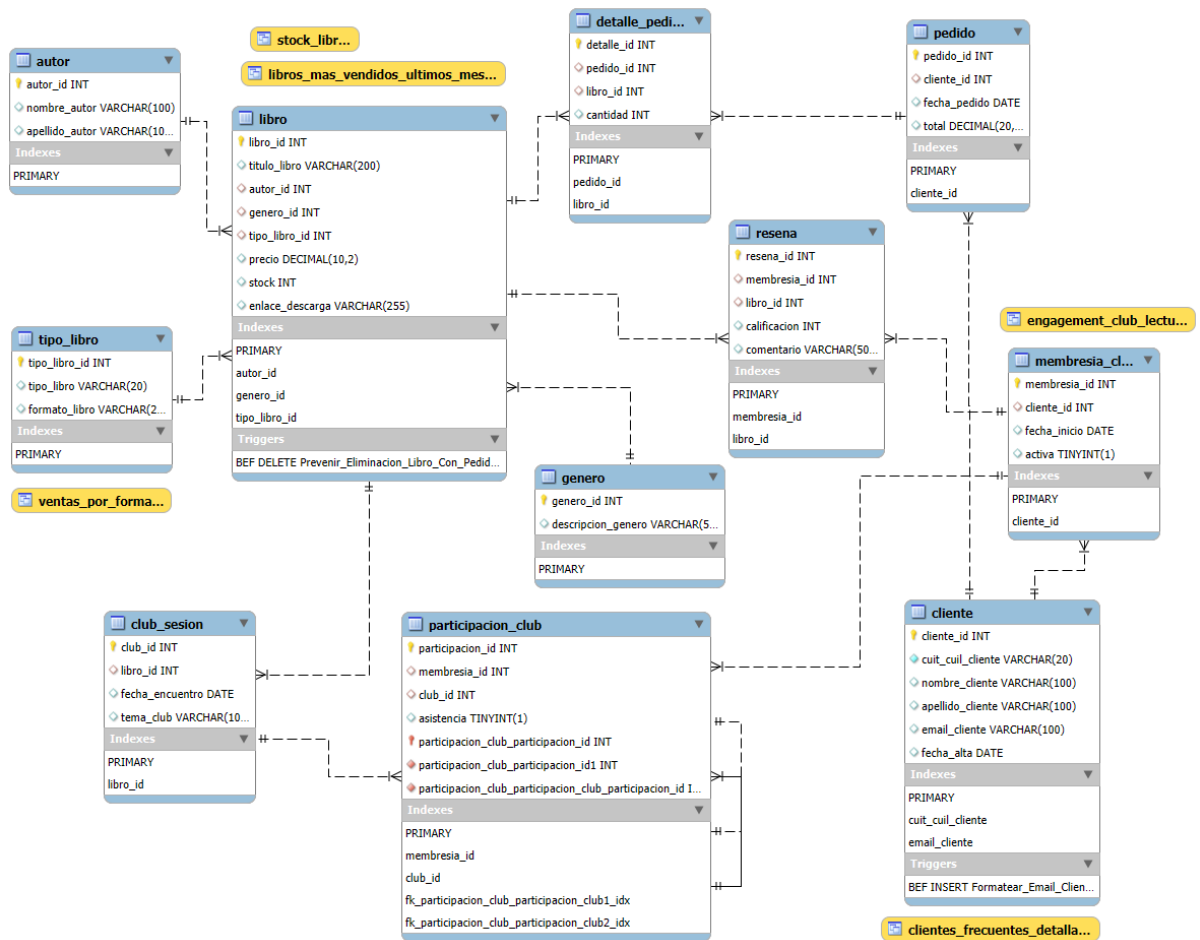 stock_libr...
libros_mas_vendidos_ultimos_mes...
autor
autor_id INT
nombre_autor VARCHAR(100)
apellido_autor VARCHAR(10...
Indexes
PRIMARY
libro
libro_id INT
titulo_libro VARCHAR(200)
autor_id INT
genero_id INT
tipo_libro_id INT
precio DECIMAL(10,2)
stock INT
enlace_descarga VARCHAR(255)
Indexes
PRIMARY
autor_id
genero_id
tipo_libro_id
Triggers
BEF DELETE Prevenir_Eliminacion_Libro_Con_Pedid...
detalle_pedi...
detalle_id INT
pedido_id INT
libro_id INT
cantidad INT
Indexes
PRIMARY
pedido_id
libro_id
pedido
pedido_id INT
cliente_id INT
fecha_pedido DATE
total DECIMAL(20,...
Indexes
PRIMARY
cliente_id
resena
resena_id INT
membresia_id INT
libro_id INT
calificacion INT
comentario VARCHAR(50...
Indexes
PRIMARY
membresia_id
libro_id
engagement_club_lectu...
tipo_libro
tipo_libro_id INT
tipo_libro VARCHAR(20)
formato_libro VARCHAR(2...
Indexes
PRIMARY
ventas_por_forma...
membresia_cl...
membresia_id INT
cliente_id INT
fecha_inicio DATE
activa TINYINT(1)
Indexes
PRIMARY
cliente_id
genero
genero_id INT
descripcion_genero VARCHAR(5...
Indexes
PRIMARY
club_sesion
club_id INT
libro_id INT
fecha_encuentro DATE
tema_club VARCHAR(10...
Indexes
PRIMARY
libro_id
participacion_club
participacion_id INT
membresia_id INT
club_id INT
asistencia TINYINT(1)
participacion_club_participacion_id INT
participacion_club_participacion_id1 INT
participacion_club_participacion_club_participacion_id I...
Indexes
PRIMARY
membresia_id
club_id
fk_participacion_club_participacion_club1_idx
fk_participacion_club_participacion_club2_idx
cliente
cliente_id INT
cuit_cuil_cliente VARCHAR(20)
nombre_cliente VARCHAR(100)
apellido_cliente VARCHAR(100)
email_cliente VARCHAR(100)
fecha_alta DATE
Indexes
PRIMARY
cuit_cuil_cliente
email_cliente
Triggers
BEF INSERT Formatear_Email_Clien...
clientes_frecuentes_detalla...